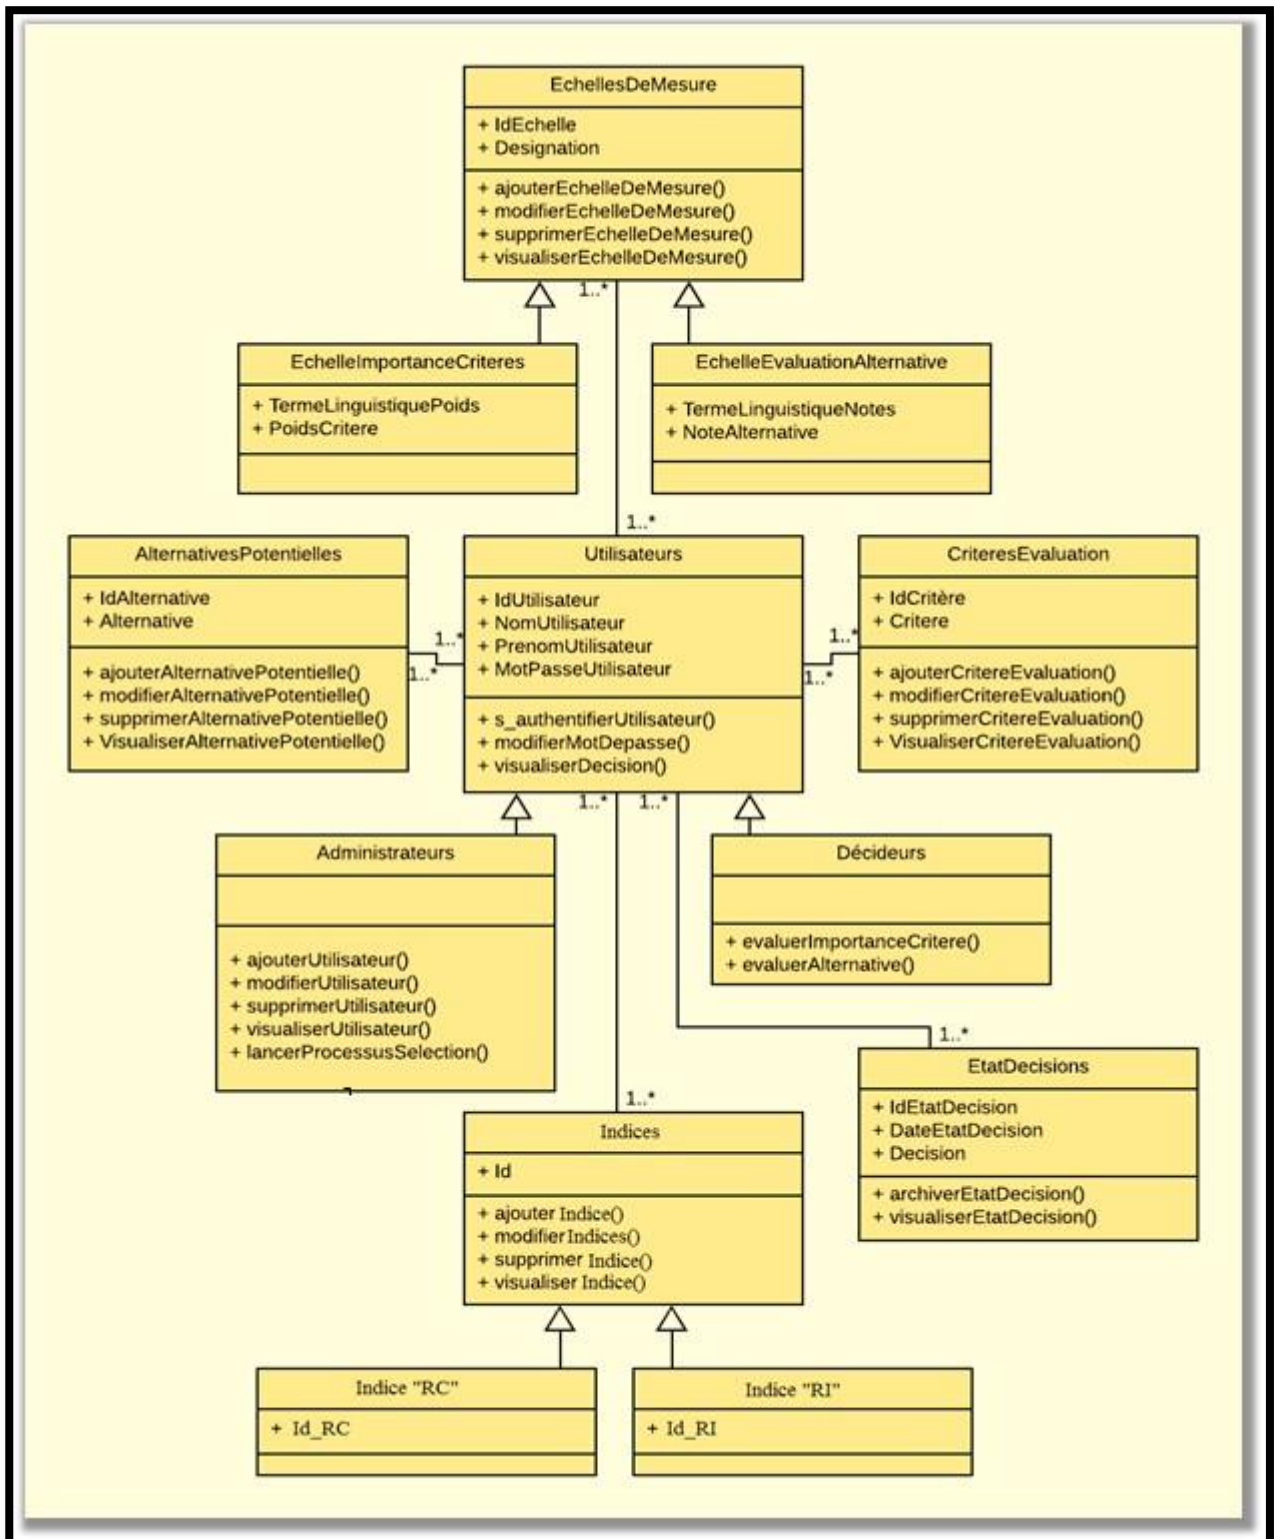 EchellesDeMesure
+ IdEchelle
+ Designation
+ ajouterEchelleDeMesure()
+ modifierEchelleDeMesure()
+ supprimerEchelleDeMesure()
+ visualiserEchelleDeMesure()
1..*
EchelleImportanceCriteres
+ TermeLinguistiquePoids
+ PoidsCritere
EchelleEvaluationAlternative
+ TermeLinguistiqueNotes
+ NoteAlternative
1..*
AlternativesPotentielles
+ IdAlternative
+ Alternative
+ ajouterAlternativePotentielle()
+ modifierAlternativePotentielle()
+ supprimerAlternativePotentielle()
+ VisualiserAlternativePotentielle()
1..*
1..*
Utilisateurs
+ IdUtilisateur
+ NomUtilisateur
+ PrenomUtilisateur
+ MotPasseUtilisateur
+ s_authentifierUtilisateur()
+ modifierMotDepasse()
+ visualiserDecision()
1..*
1..*
CriteresEvaluation
+ IdCritère
+ Critere
+ ajouterCritereEvaluation()
+ modifierCritereEvaluation()
+ supprimerCritereEvaluation()
+ VisualiserCritereEvaluation()
1..*
1..*
Administrateurs
+ ajouterUtilisateur()
+ modifierUtilisateur()
+ supprimerUtilisateur()
+ visualiserUtilisateur()
+ lancerProcessusSelection()
Décideurs
+ evaluerImportanceCritere()
+ evaluerAlternative()
1..*
EtatDecisions
+ IdEtatDecision
+ DateEtatDecision
+ Decision
+ archiverEtatDecision()
+ visualiserEtatDecision()
1..*
Indices
+ Id
+ ajouter Indice()
+ modifier Indices()
+ supprimer Indice()
+ visualiser Indice()
Indice "RC"
+ Id_RC
Indice "RI"
+ Id_RI